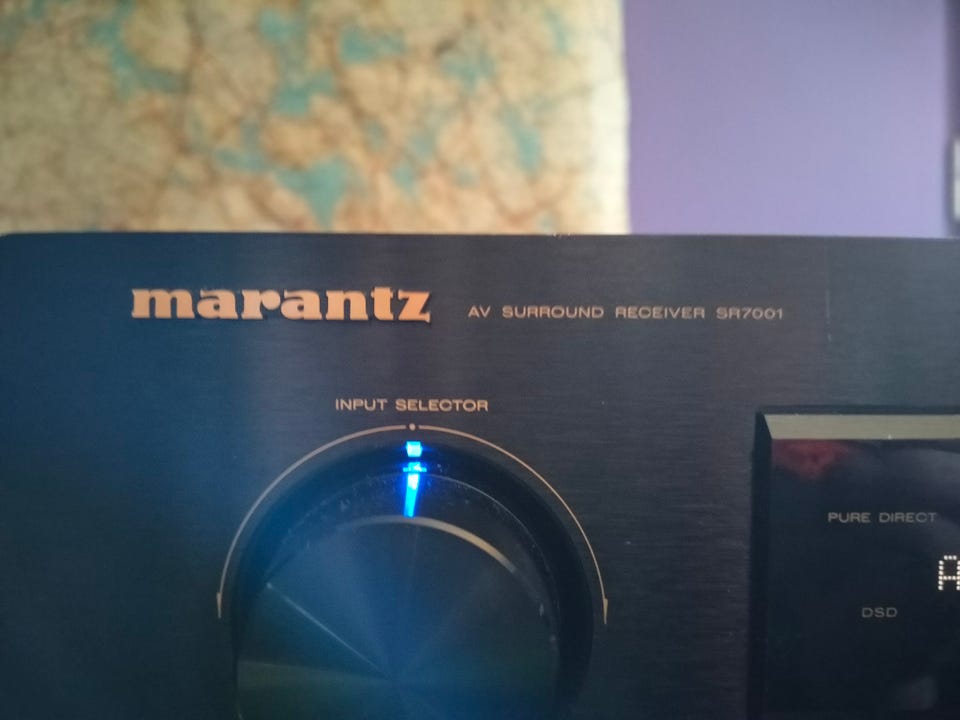 marantz AV SURROUND RECEIVER SR7001
INPUT SELECTOR
PURE DIRECT
A
DSD